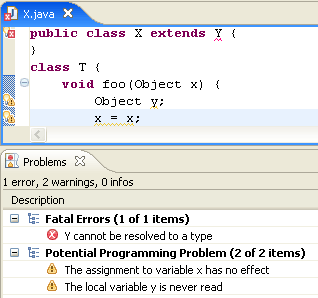 X.java
public class X extends Y {
}
class T {
void foo(Object x) {
Object y;
x = x;
Problems
1 error, 2 warnings, 0 infos
Description
Fatal Errors (1 of 1 items)
Y cannot be resolved to a type
Potential Programming Problem (2 of 2 items)
The assignment to variable x has no effect
The local variable y is never read